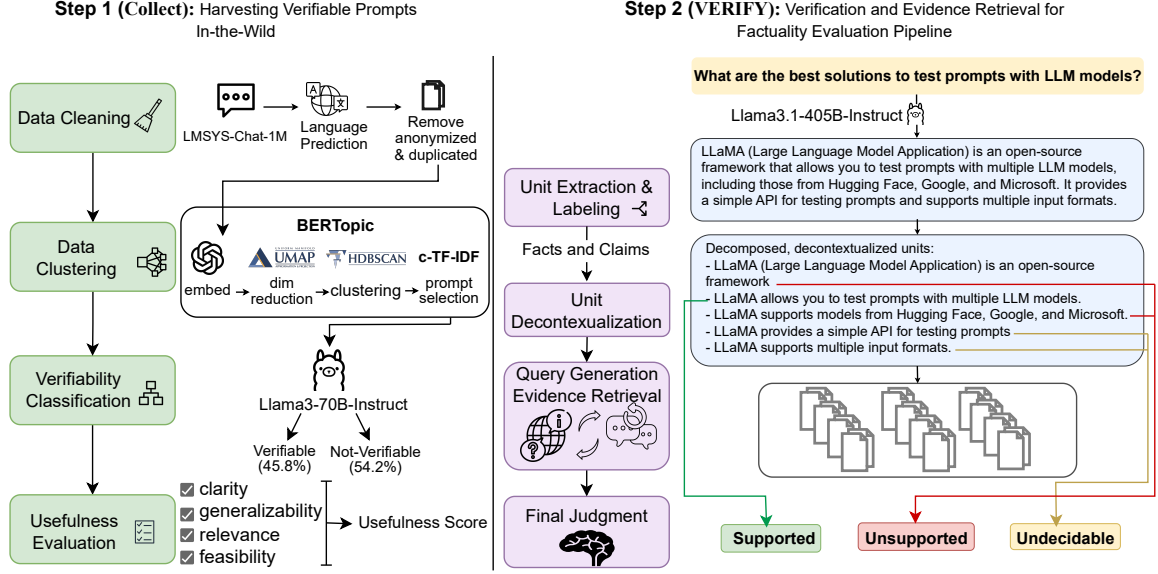 Step 1 (Collect): Harvesting Verifiable Prompts
In-the-Wild
Data Cleaning
LMSYS-Chat-1M
Language
Prediction
Remove
anonymized
& duplicated
Data
Clustering
BERTopic
UMAP
HDBSCAN
c-TF-IDF
embed
dim
reduction
clustering
prompt
selection
Verifiability
Classification
Llama3-70B-Instruct
Verifiable
(45.8%)
Not-Verifiable
(54.2%)
Usefulness
Evaluation
clarity
generalizability
relevance
feasibility
Usefulness Score
Step 2 (VERIFY): Verification and Evidence Retrieval for
Factuality Evaluation Pipeline
Unit Extraction &
Labeling
Facts and Claims
Unit
Decontexualization
Query Generation
Evidence Retrieval
Final Judgment
What are the best solutions to test prompts with LLM models?
Llama3.1-405B-Instruct
LLaMA (Large Language Model Application) is an open-source
framework that allows you to test prompts with multiple LLM models,
including those from Hugging Face, Google, and Microsoft. It provides
a simple API for testing prompts and supports multiple input formats.
Decomposed, decontextualized units:
- LLaMA (Large Language Model Application) is an open-source
framework
- LLaMA allows you to test prompts with multiple LLM models.
- LLaMA supports models from Hugging Face, Google, and Microsoft.
- LLaMA provides a simple API for testing prompts
- LLaMA supports multiple input formats.
Supported
Unsupported
Undecidable